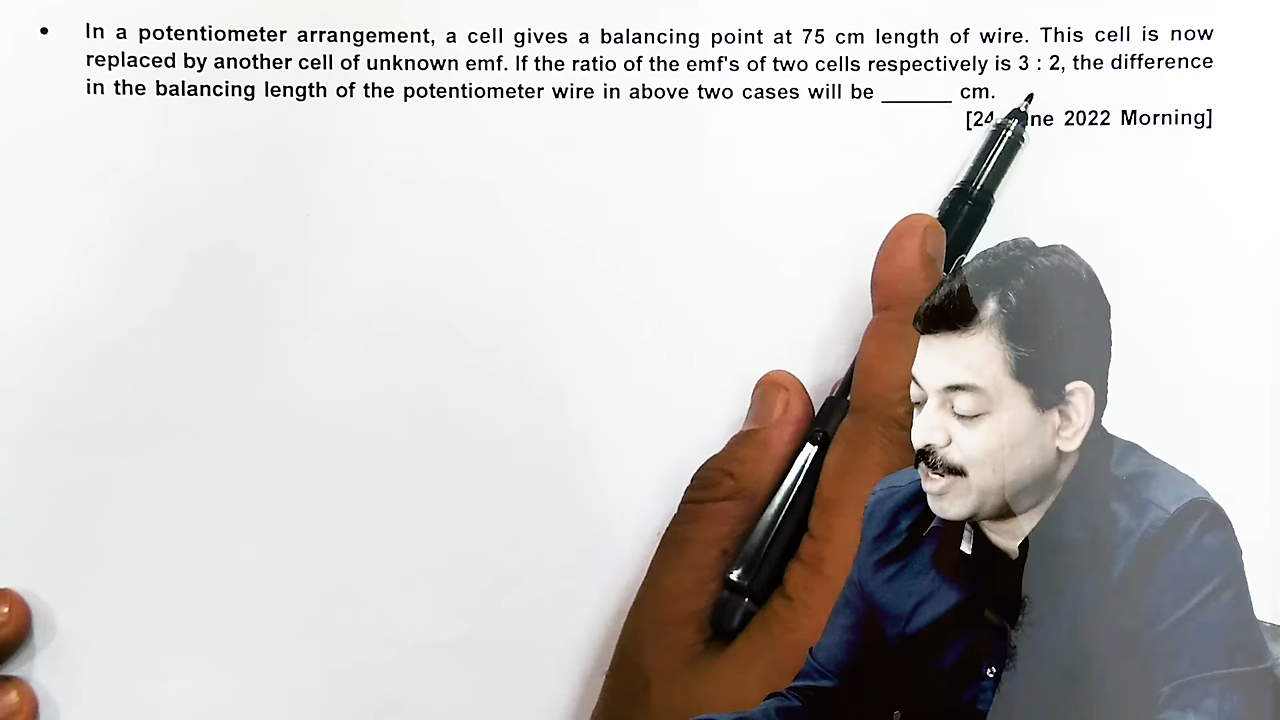 • In a potentiometer arrangement, a cell gives a balancing point at 75 cm length of wire. This cell is now
replaced by another cell of unknown emf. If the ratio of the emf's of two cells respectively is 3 : 2, the difference
in the balancing length of the potentiometer wire in above two cases will be ______ cm.
[24 2022 Morning]